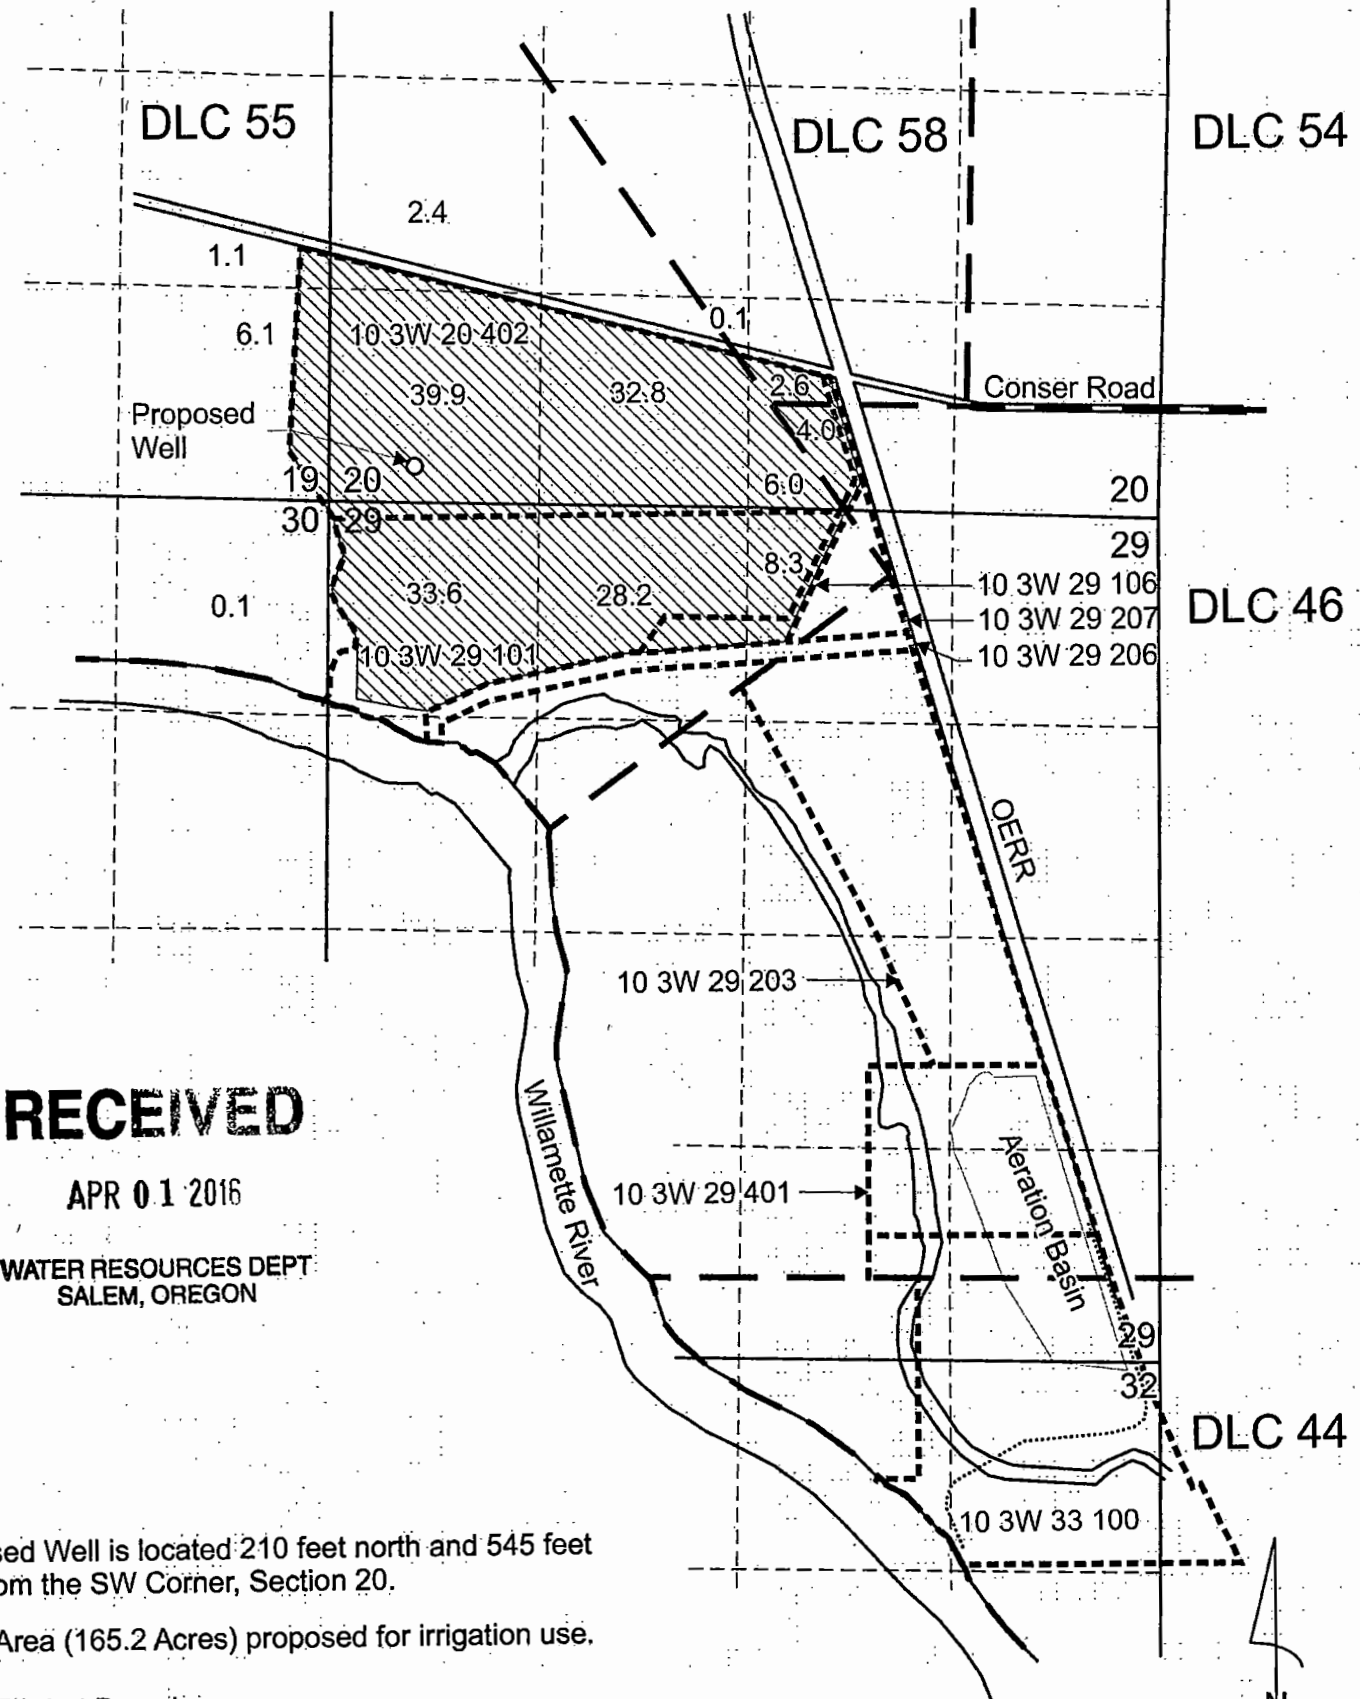 DLC 55
DLC 58
DLC 54
2.4
1.1
0.1
6.1
10 3W 20 402
2.6
Conser Road
39.9
32.8
Proposed
Well
4.0
19 20
6.0
20
30 29
29
8.3
10 3W 29 106
33.6
28.2
0.1
DLC 46
10 3W 29 207
10 3W 29 101
10 3W 29 206
OERR
10 3W 29 203
RECEIVED
Willamette River
Aeration Basin
APR 01 2016
10 3W 29 401
WATER RESOURCES DEPT
SALEM, OREGON
29
32
DLC 44
10 3W 33 100
sed Well is located 210 feet north and 545 feet
om the SW Corner, Section 20.
Area (165.2 Acres) proposed for irrigation use.
N